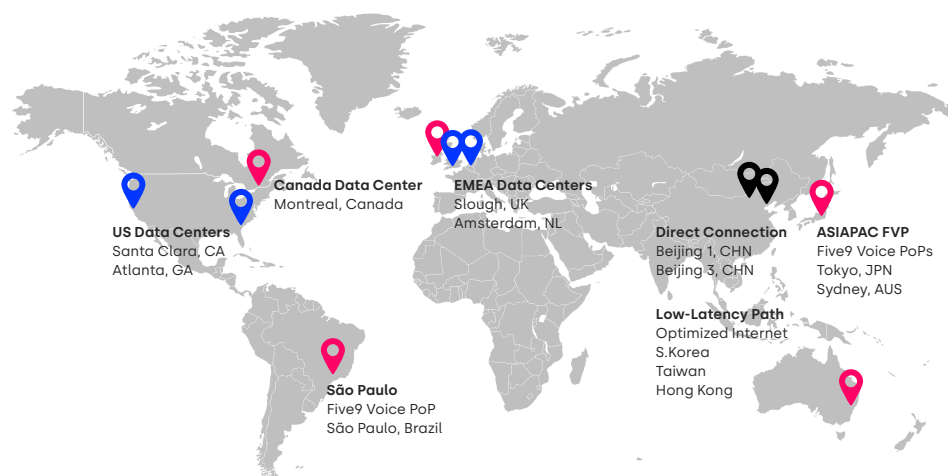 Canada Data Center
Montreal, Canada
EMEA Data Centers
Slough, UK
Amsterdam, NL
US Data Centers
Santa Clara, CA
Atlanta, GA
Direct Connection
Beijing 1, CHN
Beijing 3, CHN
ASIAPAC FVP
Five9 Voice PoPs
Tokyo, JPN
Sydney, AUS
Low-Latency Path
Optimized Internet
S.Korea
Taiwan
Hong Kong
São Paulo
Five9 Voice PoP
São Paulo, Brazil